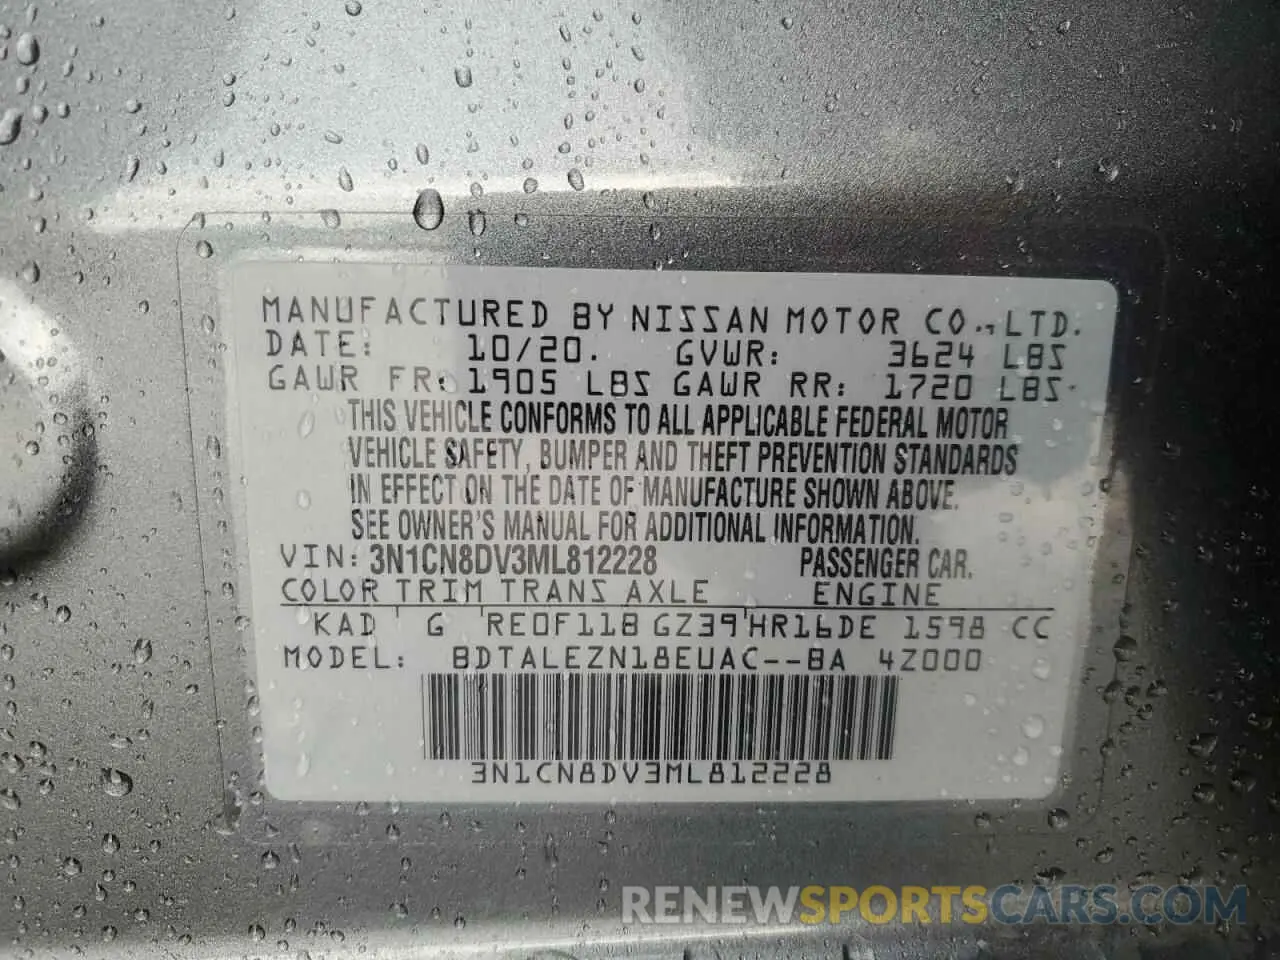 MANUFACTURED BY NISSAN MOTOR CO., LTD.
DATE: 10/20. GVWR: 3624 LBS
GAWR FR: 1905 LBS GAWR RR: 1720 LBS
THIS VEHICLE CONFORMS TO ALL APPLICABLE FEDERAL MOTOR
VEHICLE SAFETY, BUMPER AND THEFT PREVENTION STANDARDS
IN EFFECT ON THE DATE OF MANUFACTURE SHOWN ABOVE.
SEE OWNER'S MANUAL FOR ADDITIONAL INFORMATION.
VIN: 3N1CN8DV3ML812228 PASSENGER CAR.
COLOR TRIM TRANS AXLE ENGINE
KAD G RE0F11B GZ39 HR16DE 1598 CC
MODEL: BDTALEZN18EUAC--BA 4Z000
3N1CN8DV3ML812228
RENEWSPORTSCARS.COM